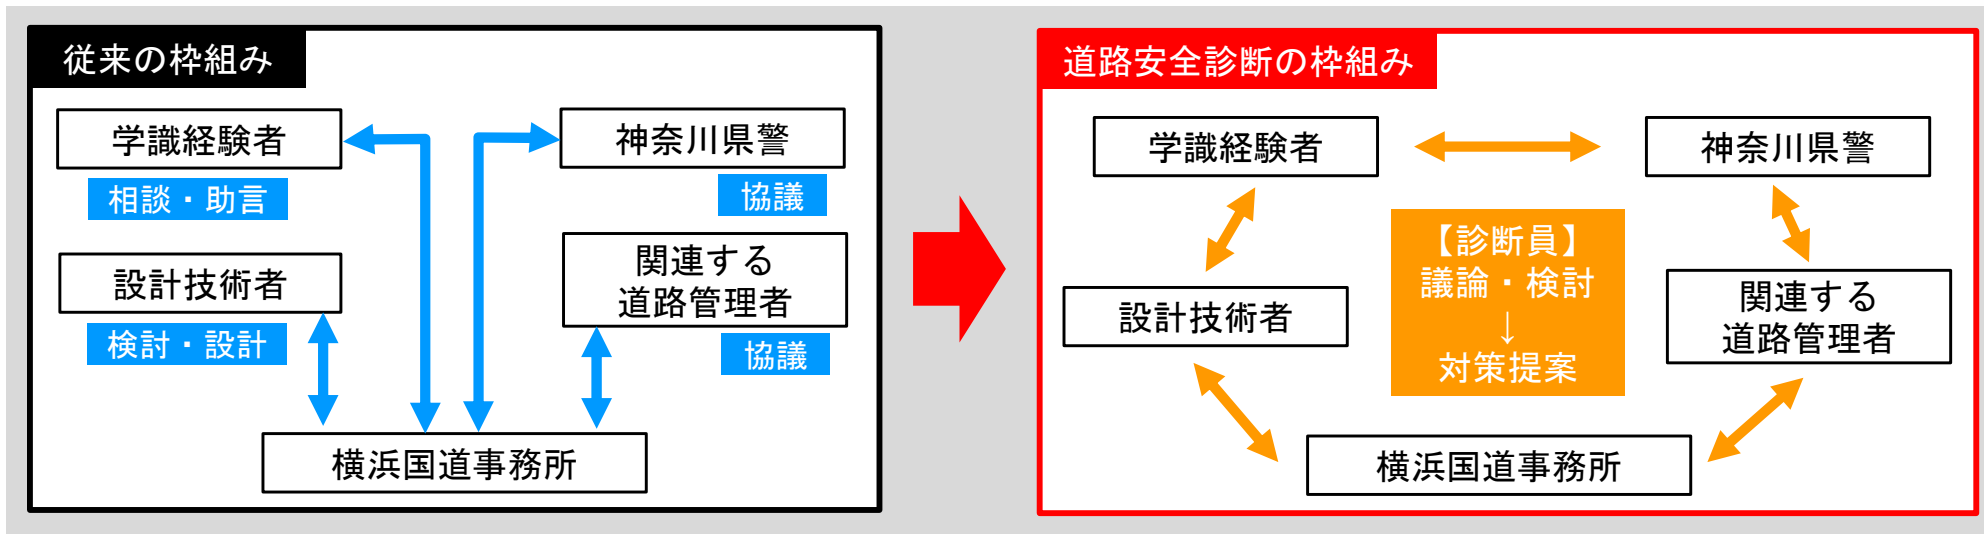 従来の枠組み
学識経験者
相談・助言
神奈川県警
協議
設計技術者
検討・設計
関連する
道路管理者
協議
横浜国道事務所
道路安全診断の枠組み
学識経験者
神奈川県警
【診断員】
議論・検討
↓
対策提案
設計技術者
関連する
道路管理者
横浜国道事務所